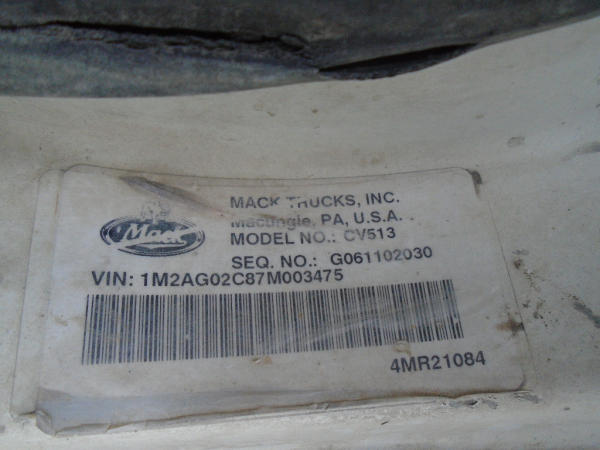 MACK TRUCKS, INC.
Macungie, PA, U.S.A.
Mack
MODEL NO.: CV513
SEQ. NO.: G061102030
VIN: 1M2AG02C87M003475
4MR21084